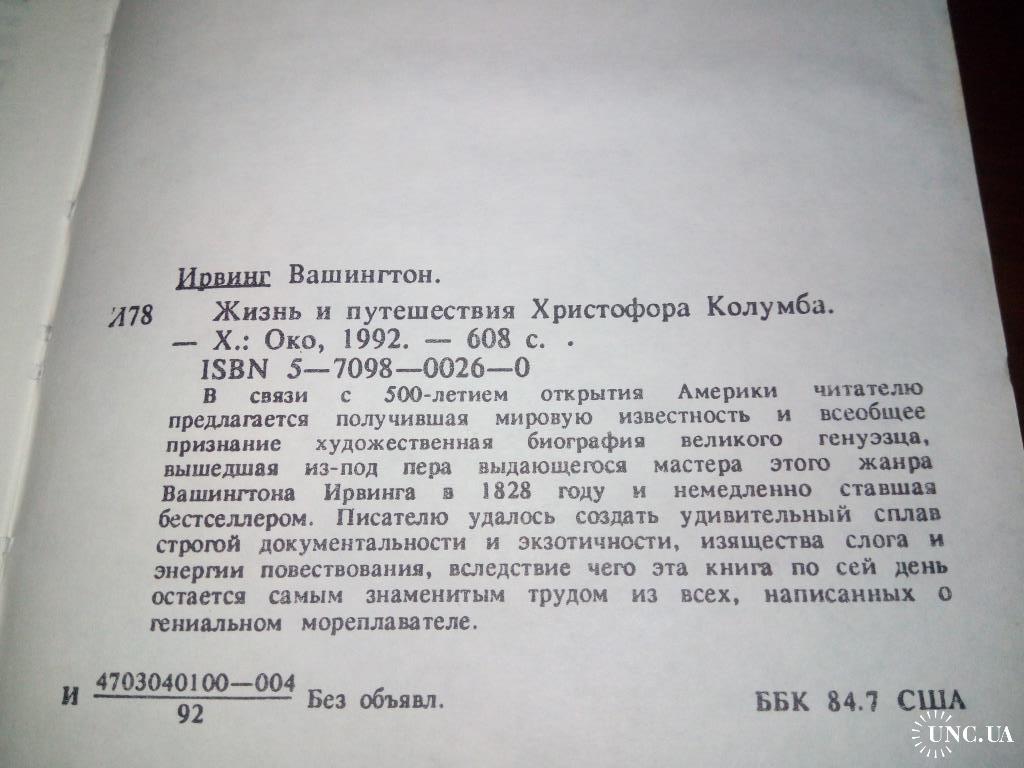 Ирвинг Вашингтон.
И78 Жизнь и путешествия Христофора Колумба.
— Х.: Око, 1992. — 608 с.
ISBN 5—7098—0026—0
В связи с 500-летием открытия Америки читателю
предлагается получившая мировую известность и всеобщее
признание художественная биография великого генуэзца,
вышедшая из-под пера выдающегося мастера этого жанра
Вашингтона Ирвинга в 1828 году и немедленно ставшая
бестселлером. Писателю удалось создать удивительный сплав
строгой документальности и экзотичности, изящества слога и
энергии повествования, вследствие чего эта книга по сей день
остается самым знаменитым трудом из всех, написанных о
гениальном мореплавателе.
И 4703040100—004
92
Без объявл.
ББК 84.7 США
UNC.UA